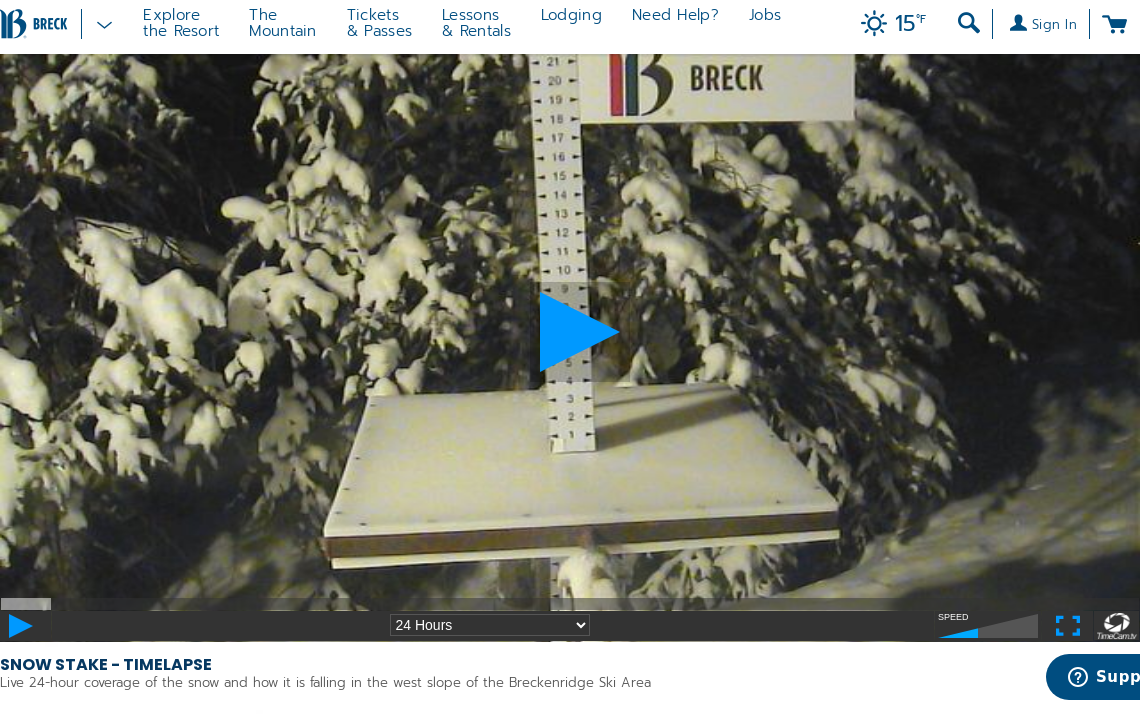 BRECK
Explore
the Resort
The
Mountain
Tickets
& Passes
Lessons
& Rentals
Lodging
Need Help?
Jobs
15°F
Sign In
21
20
19
18
17
16
15
14
13
12
11
10
9
5
4
3
2
1
BRECK
24 Hours
SPEED
TimeCam.tv
SNOW STAKE - TIMELAPSE
Live 24-hour coverage of the snow and how it is falling in the west slope of the Breckenridge Ski Area
Supp